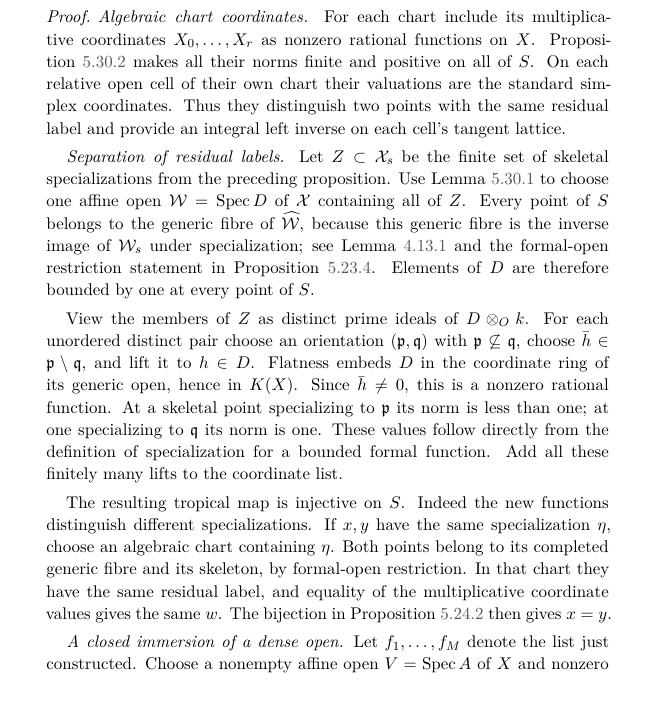 Proof. Algebraic chart coordinates. For each chart include its multiplica-
tive coordinates X₀, . . . , Xᵣ as nonzero rational functions on X. Proposi-
tion 5.30.2 makes all their norms finite and positive on all of S. On each
relative open cell of their own chart their valuations are the standard sim-
plex coordinates. Thus they distinguish two points with the same residual
label and provide an integral left inverse on each cell's tangent lattice.
Separation of residual labels. Let Z ⊂ 𝒳ₛ be the finite set of skeletal
specializations from the preceding proposition. Use Lemma 5.30.1 to choose
one affine open 𝒲 = Spec D of 𝒳 containing all of Z. Every point of S
belongs to the generic fibre of 𝒲̂, because this generic fibre is the inverse
image of 𝒲ₛ under specialization; see Lemma 4.13.1 and the formal-open
restriction statement in Proposition 5.23.4. Elements of D are therefore
bounded by one at every point of S.
View the members of Z as distinct prime ideals of D ⊗_O k. For each
unordered distinct pair choose an orientation (𝔭, 𝔮) with 𝔭 ⊈ 𝔮, choose h̄ ∈
𝔭 \ 𝔮, and lift it to h ∈ D. Flatness embeds D in the coordinate ring of
its generic open, hence in K(X). Since h̄ ≠ 0, this is a nonzero rational
function. At a skeletal point specializing to 𝔭 its norm is less than one; at
one specializing to 𝔮 its norm is one. These values follow directly from the
definition of specialization for a bounded formal function. Add all these
finitely many lifts to the coordinate list.
The resulting tropical map is injective on S. Indeed the new functions
distinguish different specializations. If x, y have the same specialization η,
choose an algebraic chart containing η. Both points belong to its completed
generic fibre and its skeleton, by formal-open restriction. In that chart they
have the same residual label, and equality of the multiplicative coordinate
values gives the same w. The bijection in Proposition 5.24.2 then gives x = y.
A closed immersion of a dense open. Let f₁, . . . , f_M denote the list just
constructed. Choose a nonempty affine open V = Spec A of X and nonzero